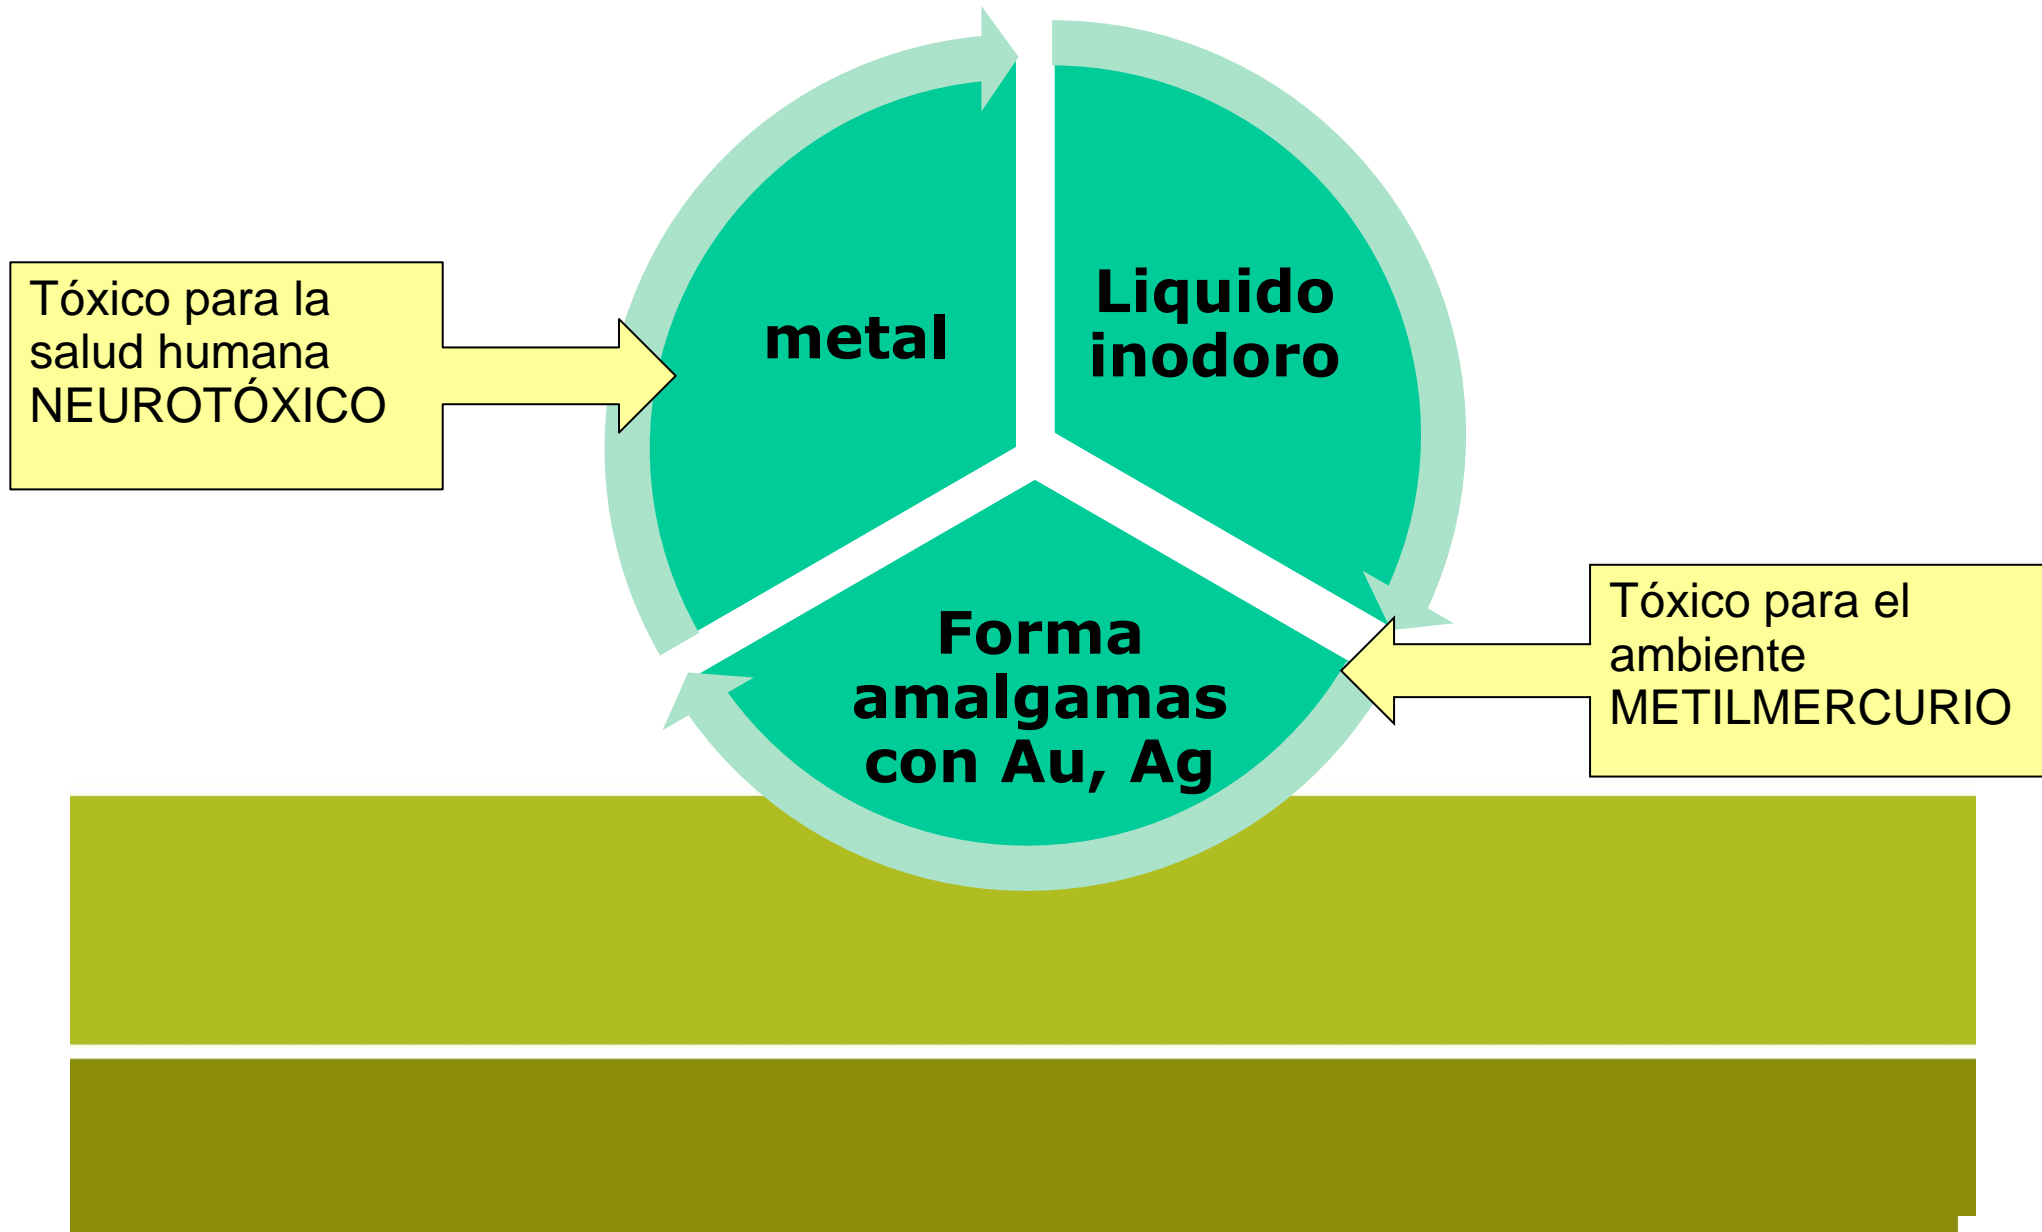 Tóxico para la
salud humana
NEUROTÓXICO
metal
Liquido
inodoro
Forma
amalgamas
con Au, Ag
Tóxico para el
ambiente
METILMERCURIO